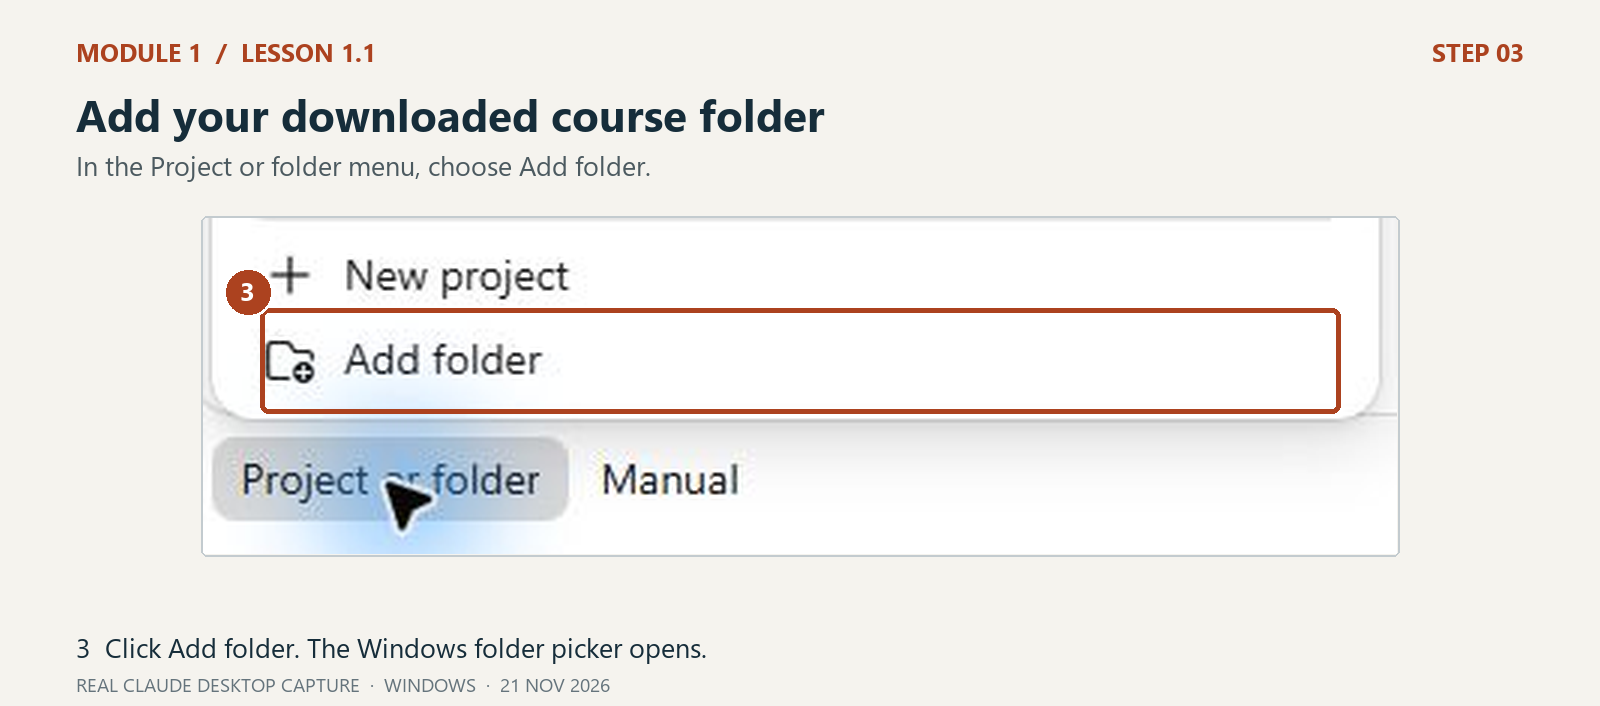 MODULE 1 / LESSON 1.1
STEP 03
Add your downloaded course folder
In the Project or folder menu, choose Add folder.
New project
3
Add folder
Project or folder Manual
3 Click Add folder. The Windows folder picker opens.
REAL CLAUDE DESKTOP CAPTURE · WINDOWS · 21 NOV 2026